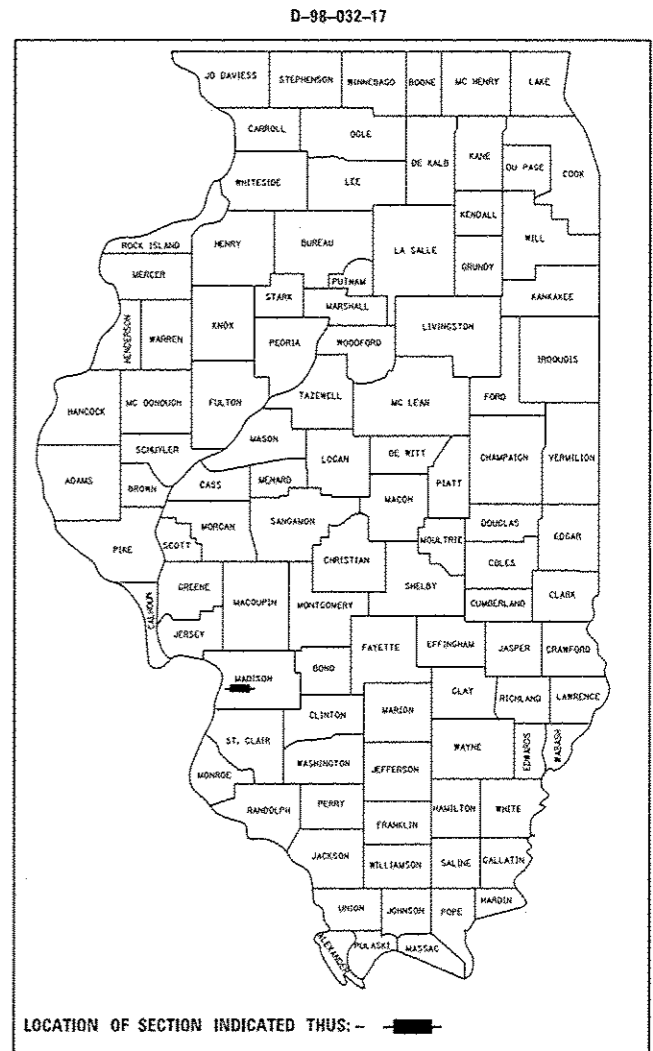 D-98-032-17
JO DAVIESS STEPHENSON WINNEBAGO BOONE MC HENRY LAKE
CARROLL OGLE DE KALB KANE DU PAGE COOK
WHITESIDE LEE
KENDALL WILL
ROCK ISLAND HENRY BUREAU LA SALLE GRUNDY
MERCER PUTNAM KANKAKEE
STARK MARSHALL
HENDERSON WARREN KNOX PEORIA WOODFORD LIVINGSTON IROQUOIS
HANCOCK MC DONOUGH FULTON TAZEWELL MC LEAN FORD
MASON
SCHUYLER LOGAN DE WITT CHAMPAIGN VERMILION
ADAMS BROWN CASS MENARD PIATT
MACON
MORGAN SANGAMON DOUGLAS
PIKE SCOTT CHRISTIAN MOULTRIE COLES EDGAR
GREENE SHELBY
CALHOUN MACOUPIN MONTGOMERY CUMBERLAND CLARK
JERSEY
FAYETTE EFFINGHAM JASPER CRAWFORD
MADISON BOND
CLAY RICHLAND LAWRENCE
CLINTON MARION
ST. CLAIR WAYNE EDWARDS WABASH
WASHINGTON JEFFERSON
MONROE
RANDOLPH PERRY HAMILTON WHITE
FRANKLIN
JACKSON WILLIAMSON SALINE GALLATIN
UNION JOHNSON POPE HARDIN
ALEXANDER PULASKI MASSAC
LOCATION OF SECTION INDICATED THUS: -